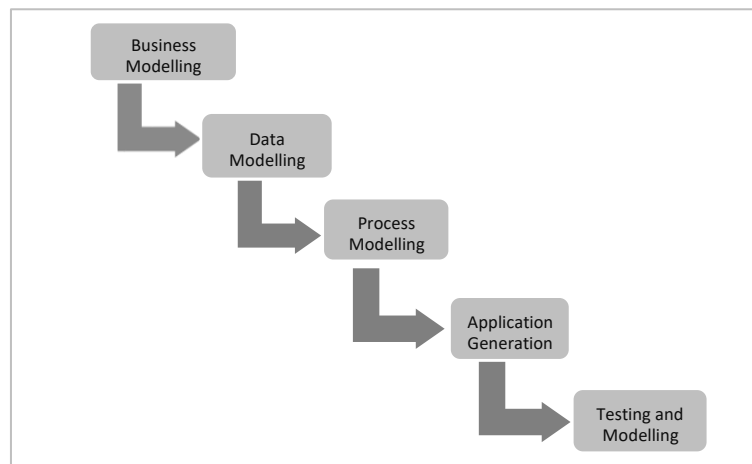 Business
Modelling
Data
Modelling
Process
Modelling
Application
Generation
Testing and
Modelling